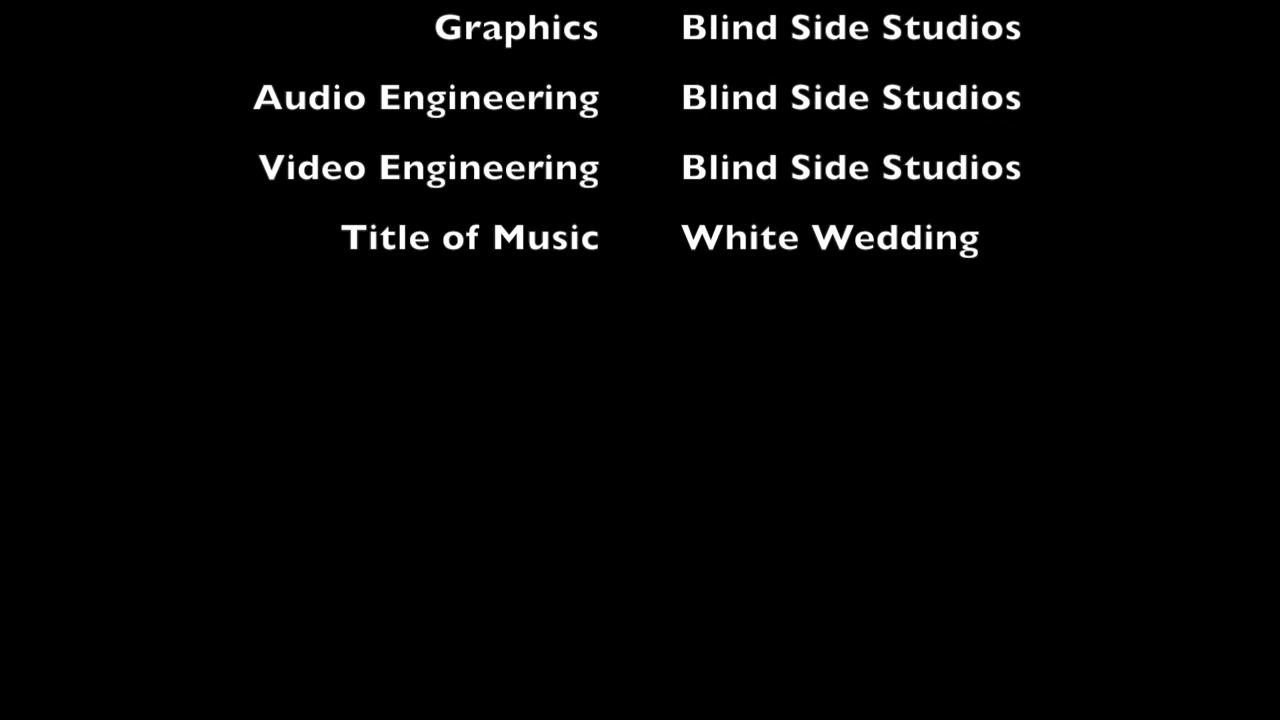 Graphics Blind Side Studios
Audio Engineering Blind Side Studios
Video Engineering Blind Side Studios
Title of Music White Wedding